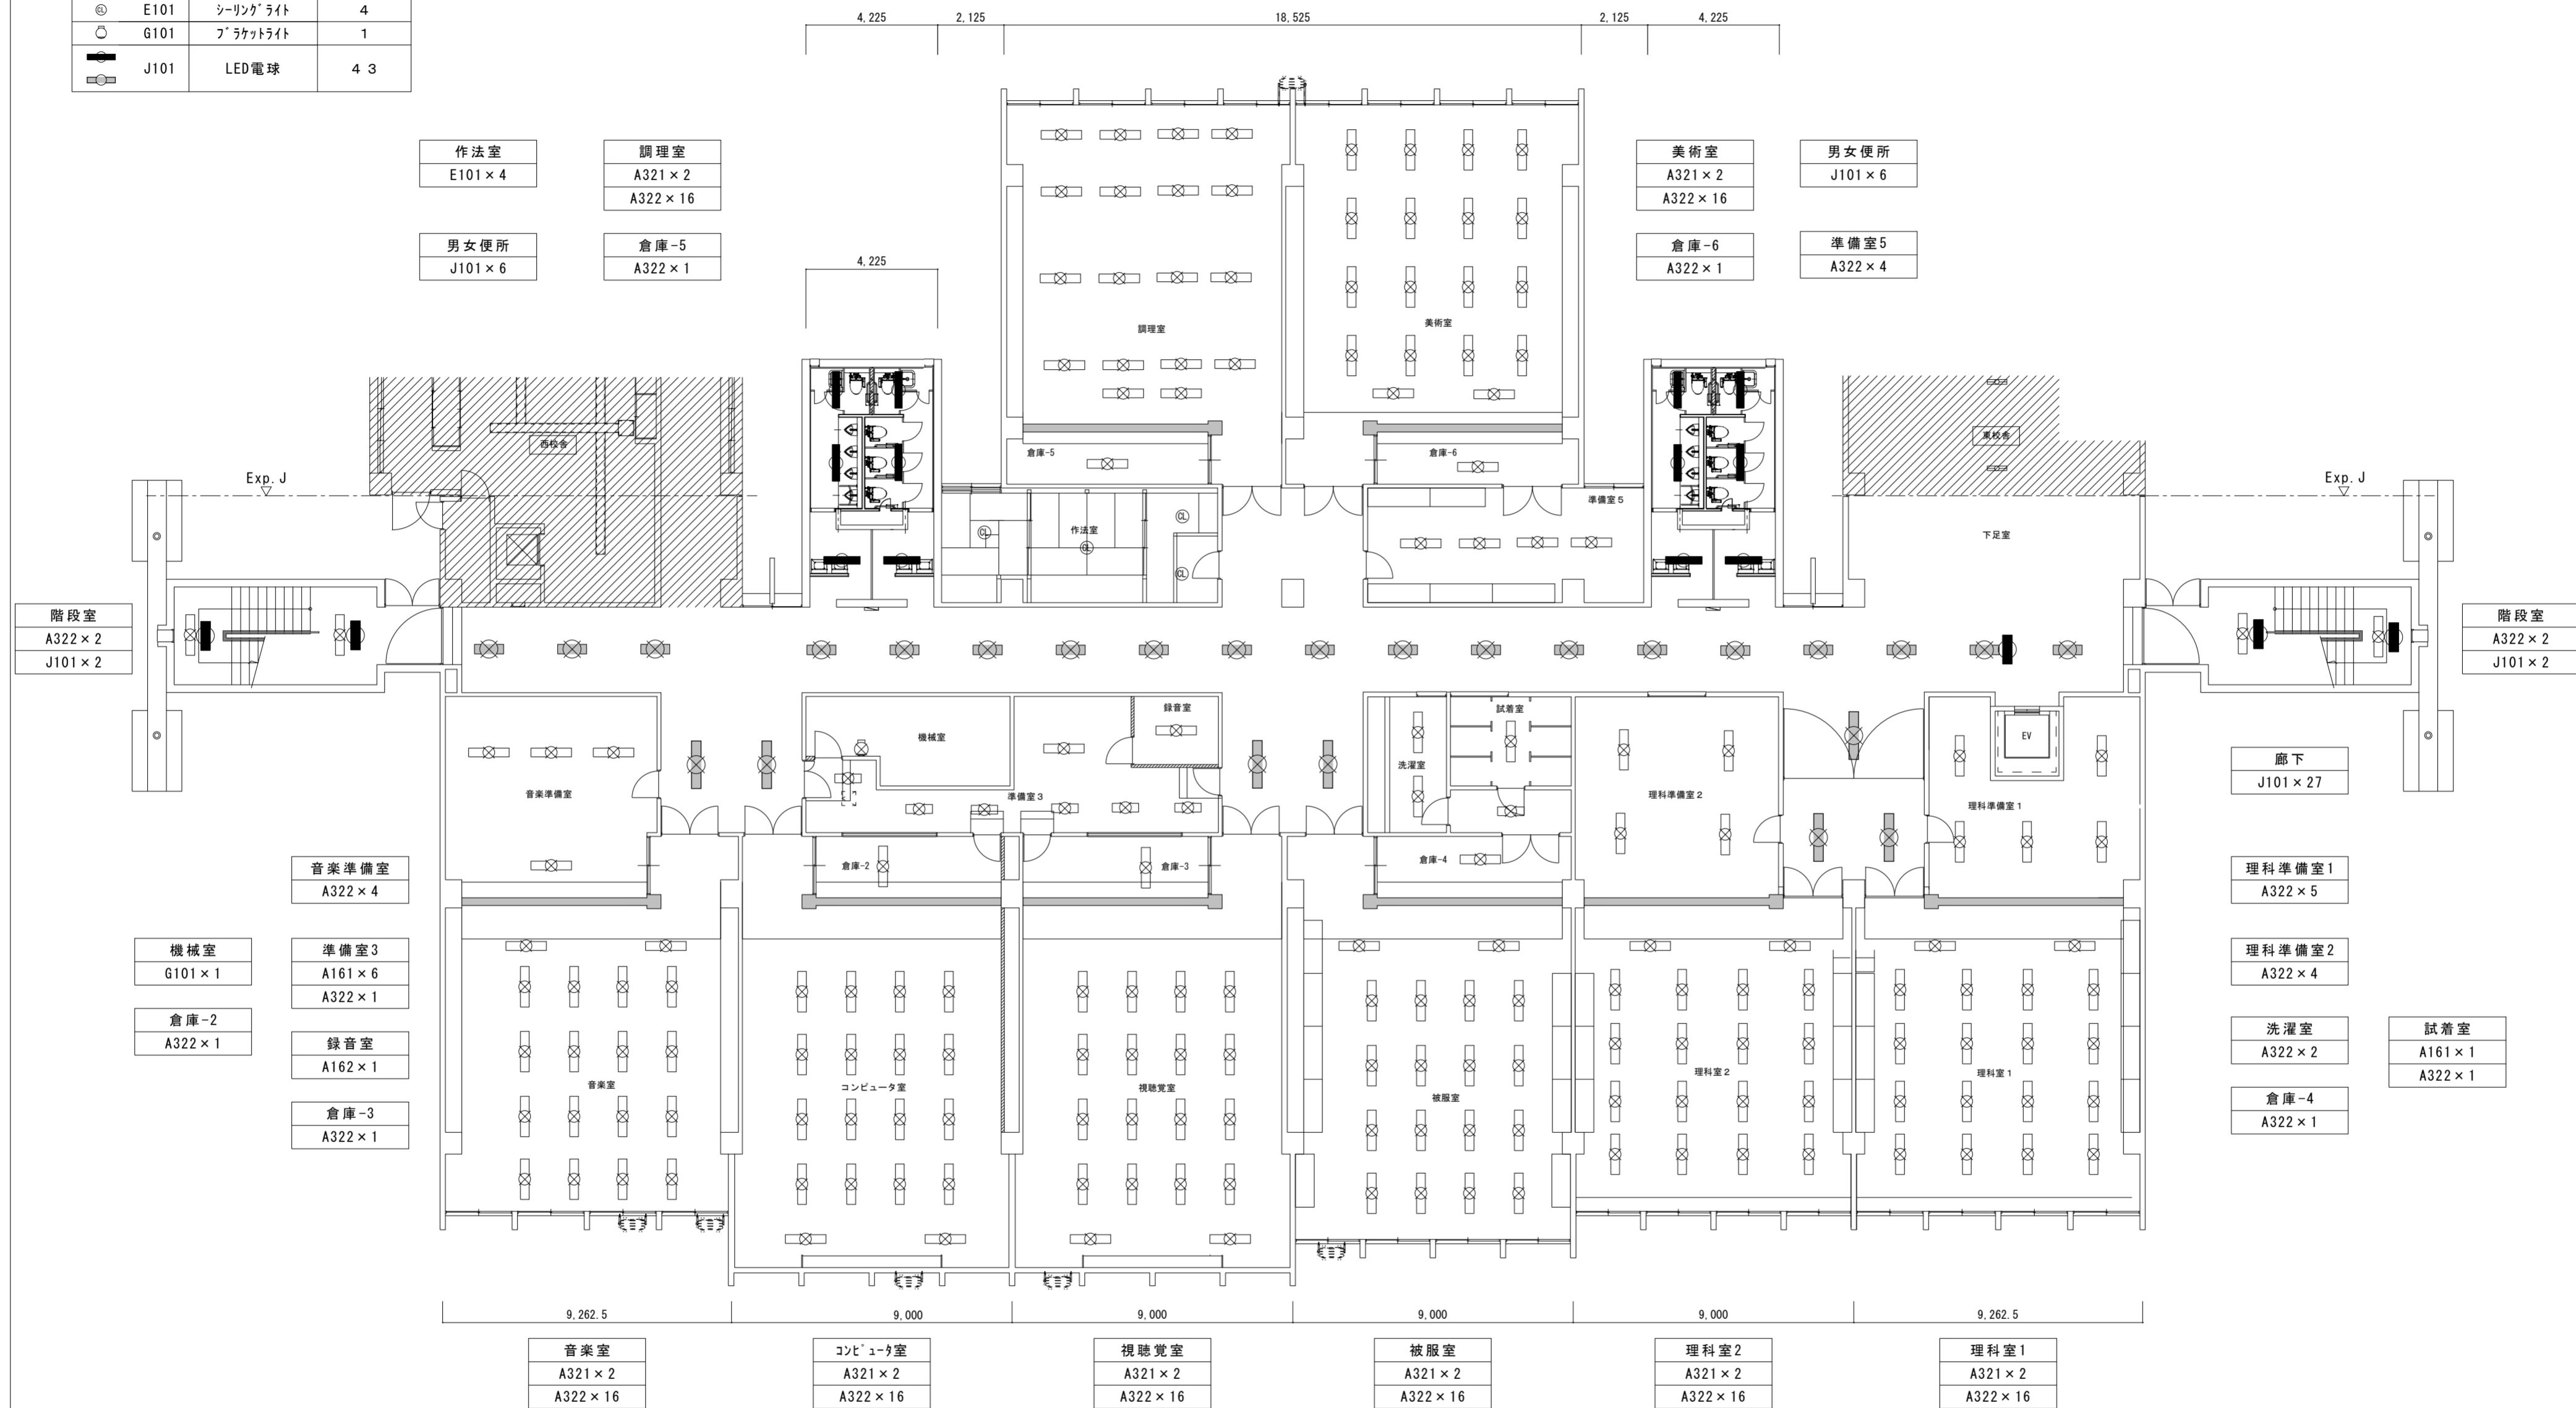 E101 シーリングライト 4
G101 ブラケットライト 1
J101 LED電球 43
4,225 2,125 18,525 2,125 4,225
作法室
E101×4
調理室
A321×2
A322×16
美術室
A321×2
A322×16
男女便所
J101×6
男女便所
J101×6
倉庫-5
A322×1
倉庫-6
A322×1
準備室5
A322×4
4,225
調理室
美術室
西校舎
東校舎
倉庫-5
倉庫-6
Exp.J
Exp.J
準備室5
作法室
下足室
CL
CL
CL
CL
階段室
A322×2
J101×2
階段室
A322×2
J101×2
録音室
試着室
機械室
EV
洗濯室
音楽準備室
準備室3
理科準備室2
理科準備室1
廊下
J101×27
倉庫-2
倉庫-3
倉庫-4
音楽準備室
A322×4
理科準備室1
A322×5
機械室
G101×1
準備室3
A161×6
A322×1
理科準備室2
A322×4
倉庫-2
A322×1
録音室
A162×1
洗濯室
A322×2
試着室
A161×1
A322×1
倉庫-3
A322×1
倉庫-4
A322×1
音楽室
コンピュータ室
視聴覚室
被服室
理科室2
理科室1
9,262.5 9,000 9,000 9,000 9,000 9,262.5
音楽室
A321×2
A322×16
コンピュータ室
A321×2
A322×16
視聴覚室
A321×2
A322×16
被服室
A321×2
A322×16
理科室2
A321×2
A322×16
理科室1
A321×2
A322×16